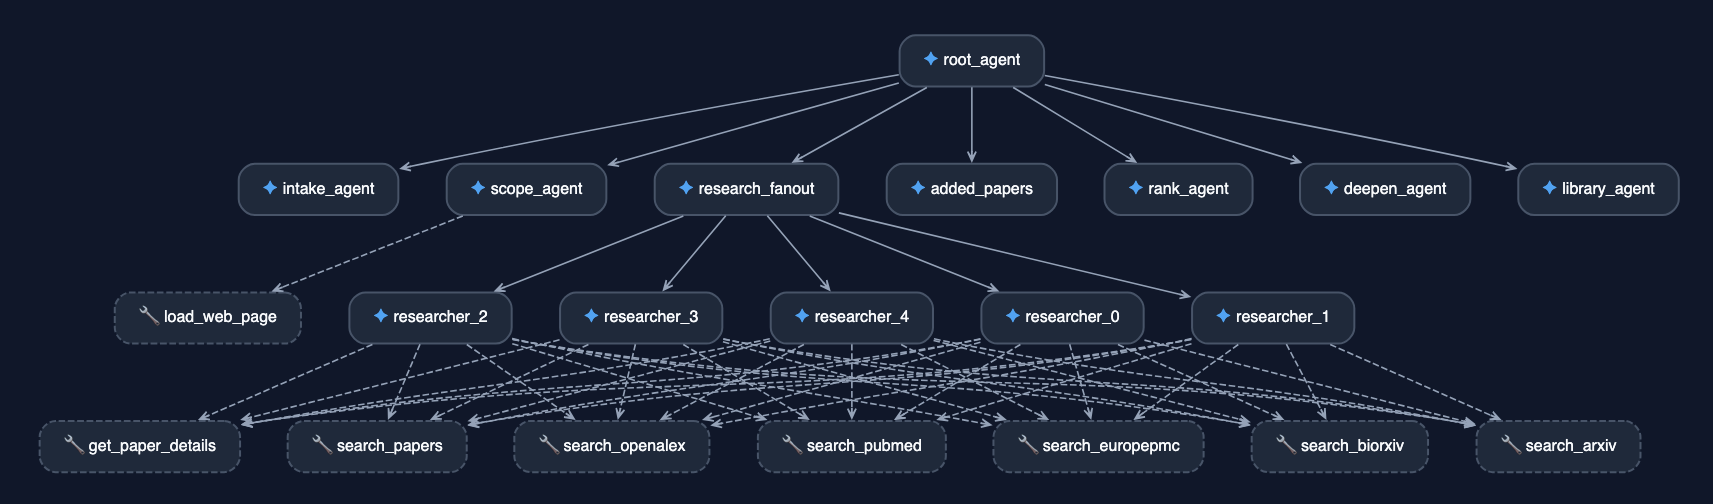 root_agent
intake_agent
scope_agent
research_fanout
added_papers
rank_agent
deepen_agent
library_agent
load_web_page
researcher_2
researcher_3
researcher_4
researcher_0
researcher_1
get_paper_details
search_papers
search_openalex
search_pubmed
search_europepmc
search_biorxiv
search_arxiv